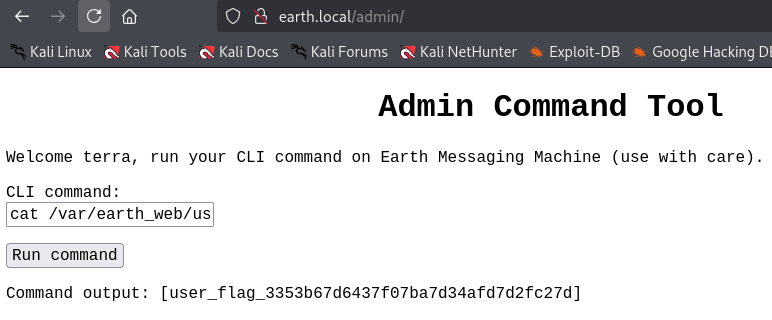 earth.local/admin/
Kali Linux Kali Tools Kali Docs Kali Forums Kali NetHunter Exploit-DB Google Hacking DB
Admin Command Tool
Welcome terra, run your CLI command on Earth Messaging Machine (use with care).
CLI command:
cat /var/earth_web/us
Run command
Command output: [user_flag_3353b67d6437f07ba7d34afd7d2fc27d]